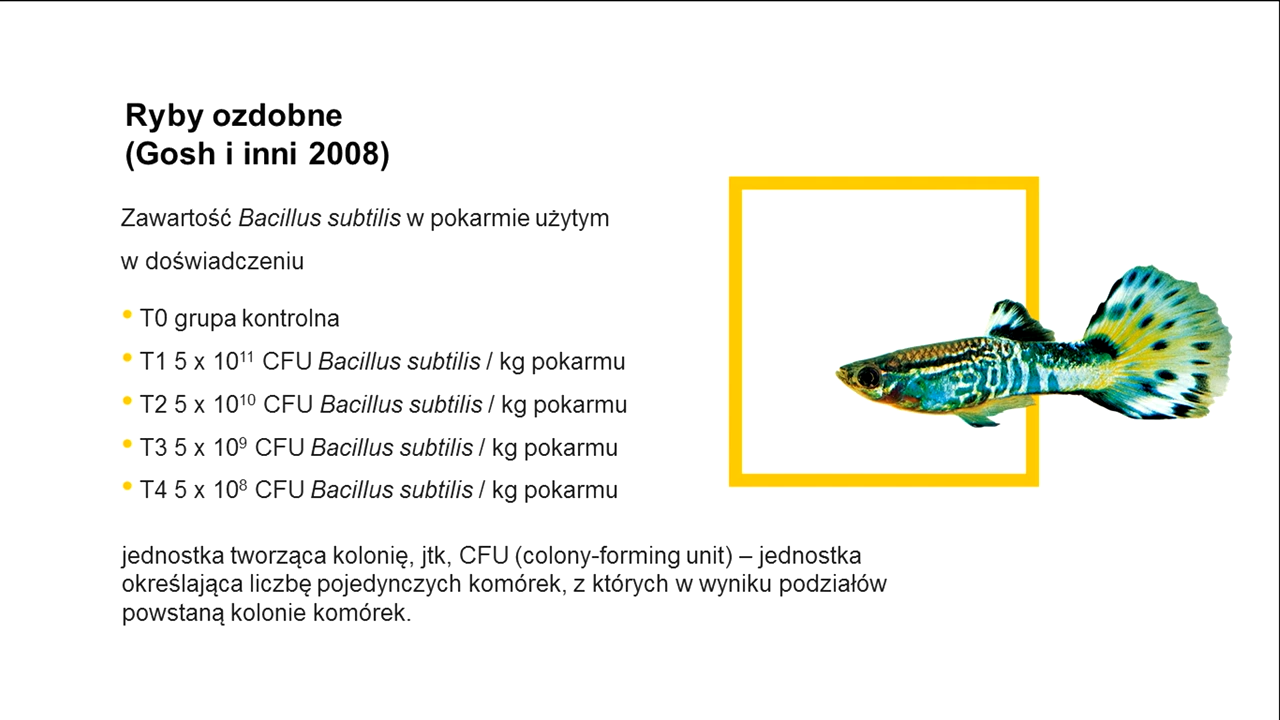 Ryby ozdobne
(Gosh i inni 2008)
Zawartość Bacillus subtilis w pokarmie użytym
w doświadczeniu
• T0 grupa kontrolna
• T1 5 x 10¹¹ CFU Bacillus subtilis / kg pokarmu
• T2 5 x 10¹⁰ CFU Bacillus subtilis / kg pokarmu
• T3 5 x 10⁹ CFU Bacillus subtilis / kg pokarmu
• T4 5 x 10⁸ CFU Bacillus subtilis / kg pokarmu
jednostka tworząca kolonię, jtk, CFU (colony-forming unit) – jednostka
określająca liczbę pojedynczych komórek, z których w wyniku podziałów
powstaną kolonie komórek.